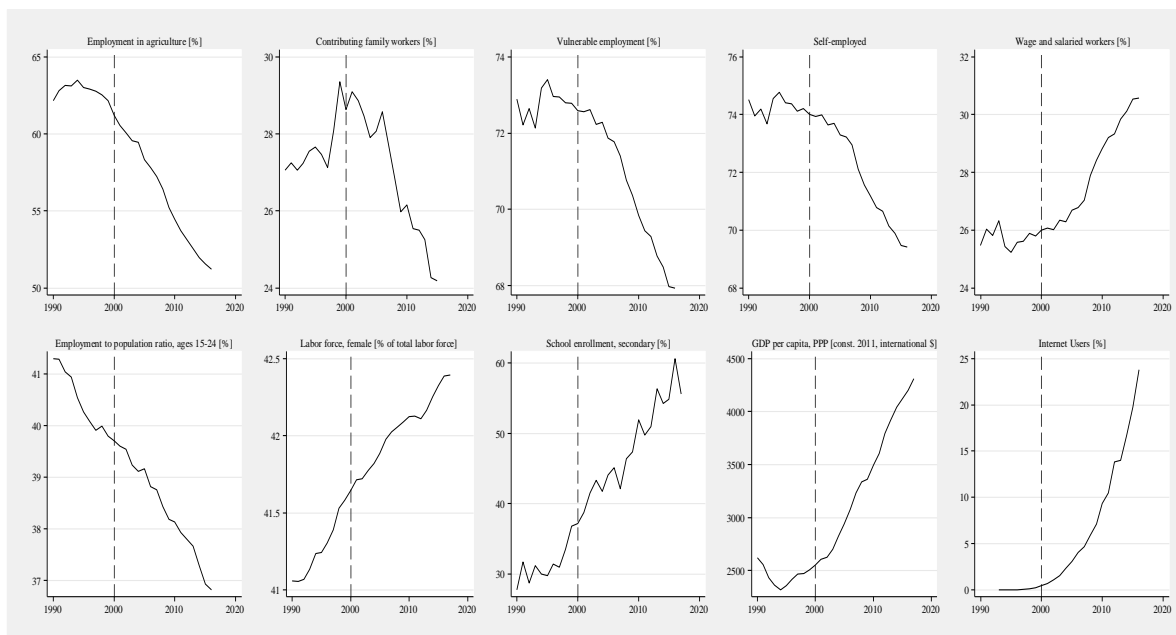 Employment in agriculture [%]
65
60
55
50
1990 2000 2010 2020
Contributing family workers [%]
30
28
26
24
1990 2000 2010 2020
Vulnerable employment [%]
74
72
70
68
1990 2000 2010 2020
Self-employed
76
74
72
70
68
1990 2000 2010 2020
Wage and salaried workers [%]
32
30
28
26
24
1990 2000 2010 2020
Employment to population ratio, ages 15-24 [%]
41
40
39
38
37
1990 2000 2010 2020
Labor force, female [% of total labor force]
42.5
42
41.5
41
1990 2000 2010 2020
School enrollment, secondary [%]
60
50
40
30
1990 2000 2010 2020
GDP per capita, PPP [const. 2011, international $]
4500
4000
3500
3000
2500
1990 2000 2010 2020
Internet Users [%]
25
20
15
10
5
0
1990 2000 2010 2020